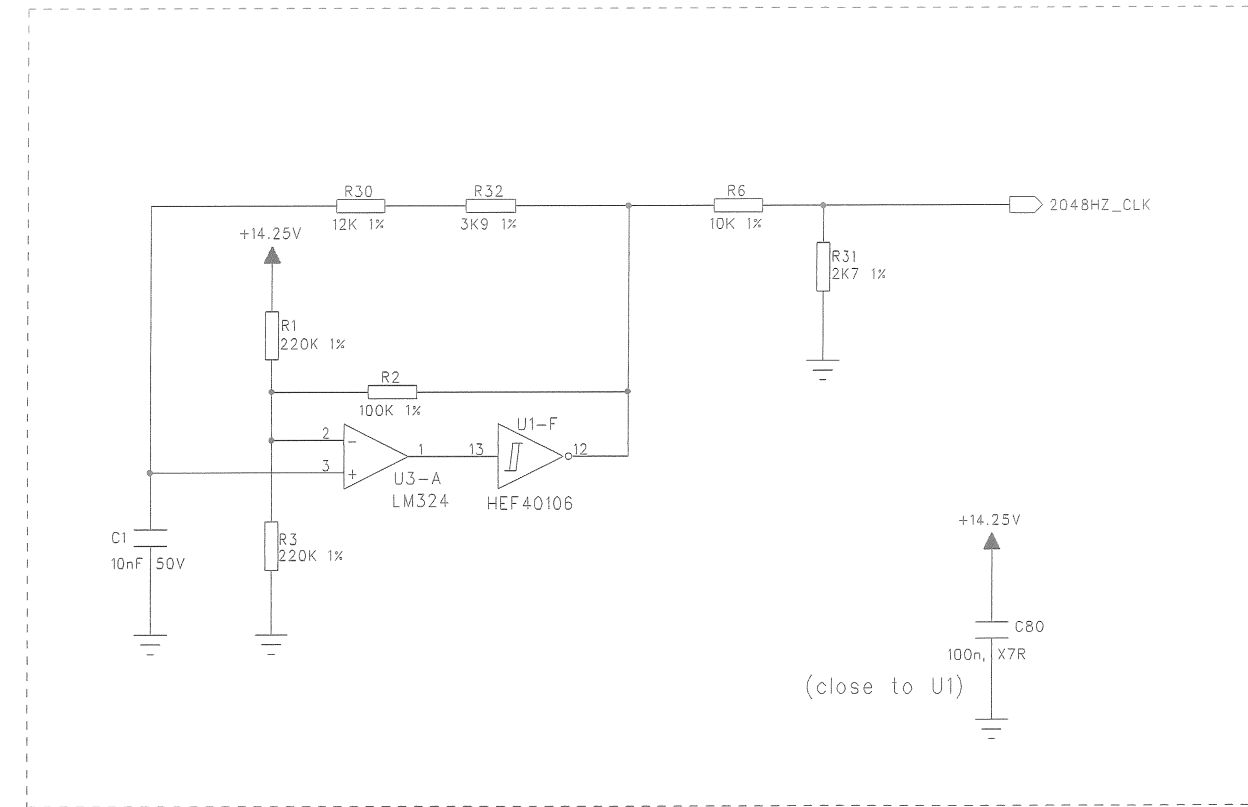 R30
12K 1%
R32
3K9 1%
R6
10K 1%
2048HZ_CLK
+14.25V
R31
2K7 1%
R1
220K 1%
R2
100K 1%
U1-F
2
1
13
12
3
U3-A
LM324
HEF40106
C1
10nF 50V
R3
220K 1%
+14.25V
C80
100n, X7R
(close to U1)